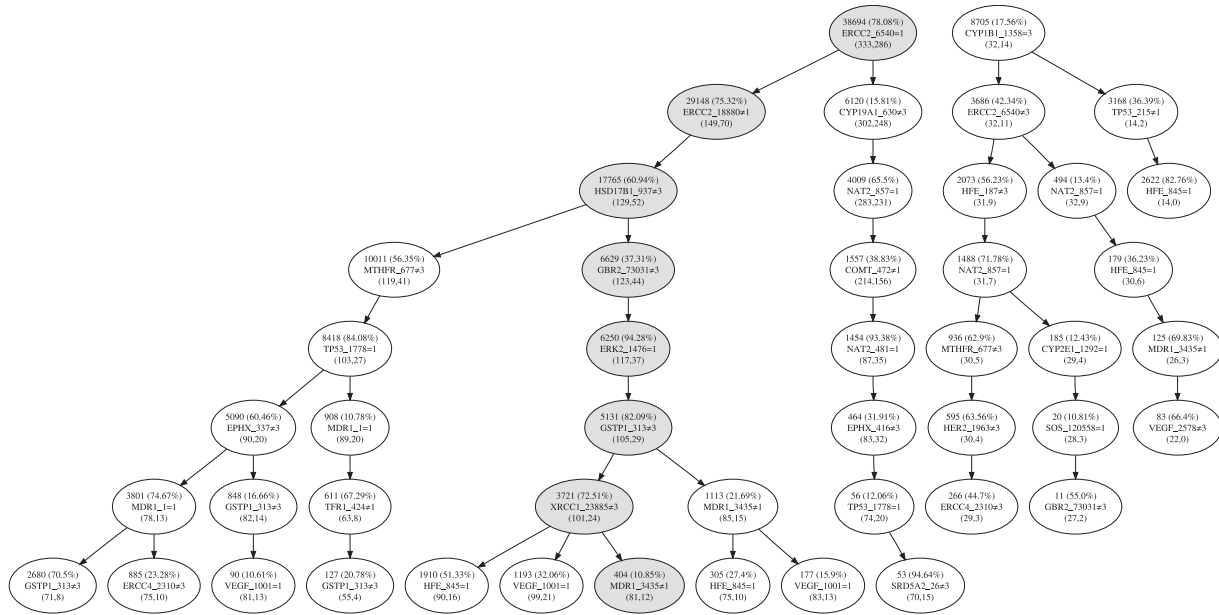 38694 (78.08%)
ERCC2_6540=1
(333,286)
8705 (17.56%)
CYP1B1_1358=3
(32,14)
29148 (75.32%)
ERCC2_18880≠1
(149,70)
6120 (15.81%)
CYP19A1_630≠3
(302,248)
3686 (42.34%)
ERCC2_6540≠3
(32,11)
3168 (36.39%)
TP53_215≠1
(14,2)
17765 (60.94%)
HSD17B1_937≠3
(129,52)
4009 (65.5%)
NAT2_857=1
(283,231)
2073 (56.23%)
HFE_187≠3
(31,9)
494 (13.4%)
NAT2_857=1
(32,9)
2622 (82.76%)
HFE_845=1
(14,0)
10011 (56.35%)
MTHFR_677≠3
(119,41)
6629 (37.31%)
GBR2_73031≠3
(123,44)
1557 (38.83%)
COMT_472≠1
(214,156)
1488 (71.78%)
NAT2_857=1
(31,7)
179 (36.23%)
HFE_845=1
(30,6)
8418 (84.08%)
TP53_1778=1
(103,27)
6250 (94.28%)
ERK2_1476=1
(117,37)
1454 (93.38%)
NAT2_481=1
(87,35)
936 (62.9%)
MTHFR_677≠3
(30,5)
185 (12.43%)
CYP2E1_1292=1
(29,4)
125 (69.83%)
MDR1_3435≠1
(26,3)
5090 (60.46%)
EPHX_337≠3
(90,20)
908 (10.78%)
MDR1_1=1
(89,20)
5131 (82.09%)
GSTP1_313≠3
(105,29)
464 (31.91%)
EPHX_416≠3
(83,32)
595 (63.56%)
HER2_1963≠3
(30,4)
20 (10.81%)
SOS_120558=1
(28,3)
83 (66.4%)
VEGF_2578≠3
(22,0)
3801 (74.67%)
MDR1_1=1
(78,13)
848 (16.66%)
GSTP1_313≠3
(82,14)
611 (67.29%)
TFR1_424≠1
(63,8)
3721 (72.51%)
XRCC1_23885≠3
(101,24)
1113 (21.69%)
MDR1_3435≠1
(85,15)
56 (12.06%)
TP53_1778=1
(74,20)
266 (44.7%)
ERCC4_2310≠3
(29,3)
11 (55.0%)
GBR2_73031≠3
(27,2)
2680 (70.5%)
GSTP1_313≠3
(71,8)
885 (23.28%)
ERCC4_2310≠3
(75,10)
90 (10.61%)
VEGF_1001=1
(81,13)
127 (20.78%)
GSTP1_313≠3
(55,4)
1910 (51.33%)
HFE_845=1
(90,16)
1193 (32.06%)
VEGF_1001=1
(99,21)
404 (10.85%)
MDR1_3435≠1
(81,12)
305 (27.4%)
HFE_845=1
(75,10)
177 (15.9%)
VEGF_1001=1
(83,13)
53 (94.64%)
SRD5A2_26≠3
(70,15)